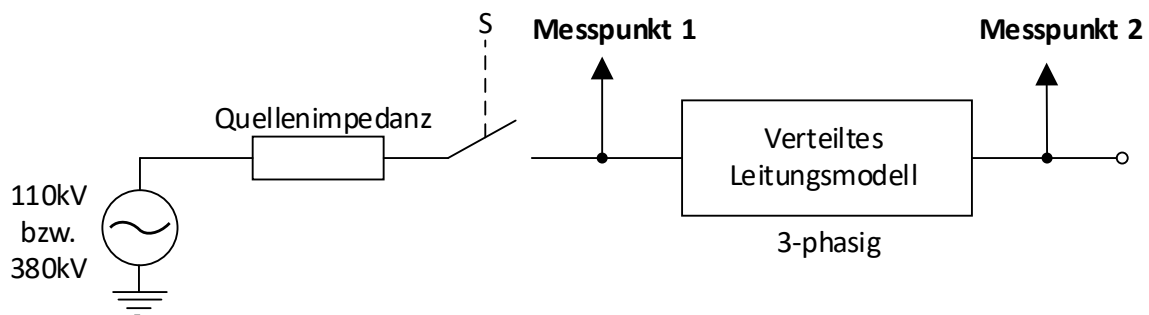 S
Messpunkt 1
Messpunkt 2
Quellenimpedanz
Verteiltes
Leitungsmodell
110kV
bzw.
380kV
3-phasig